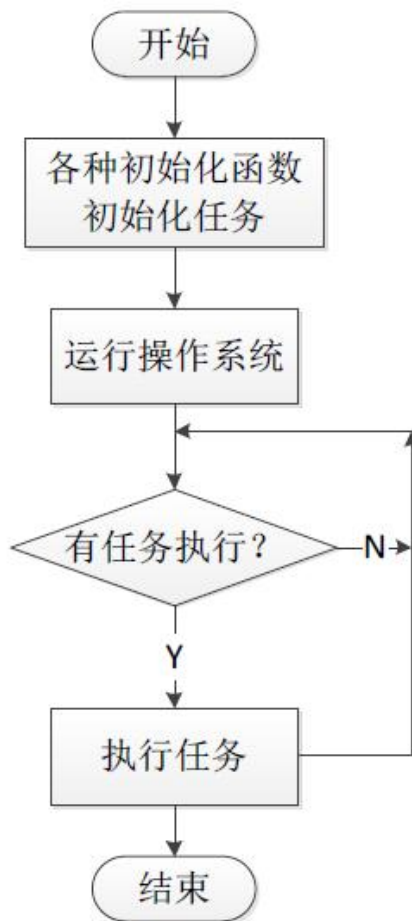 开始
各种初始化函数
初始化任务
运行操作系统
有任务执行？
N
Y
执行任务
结束